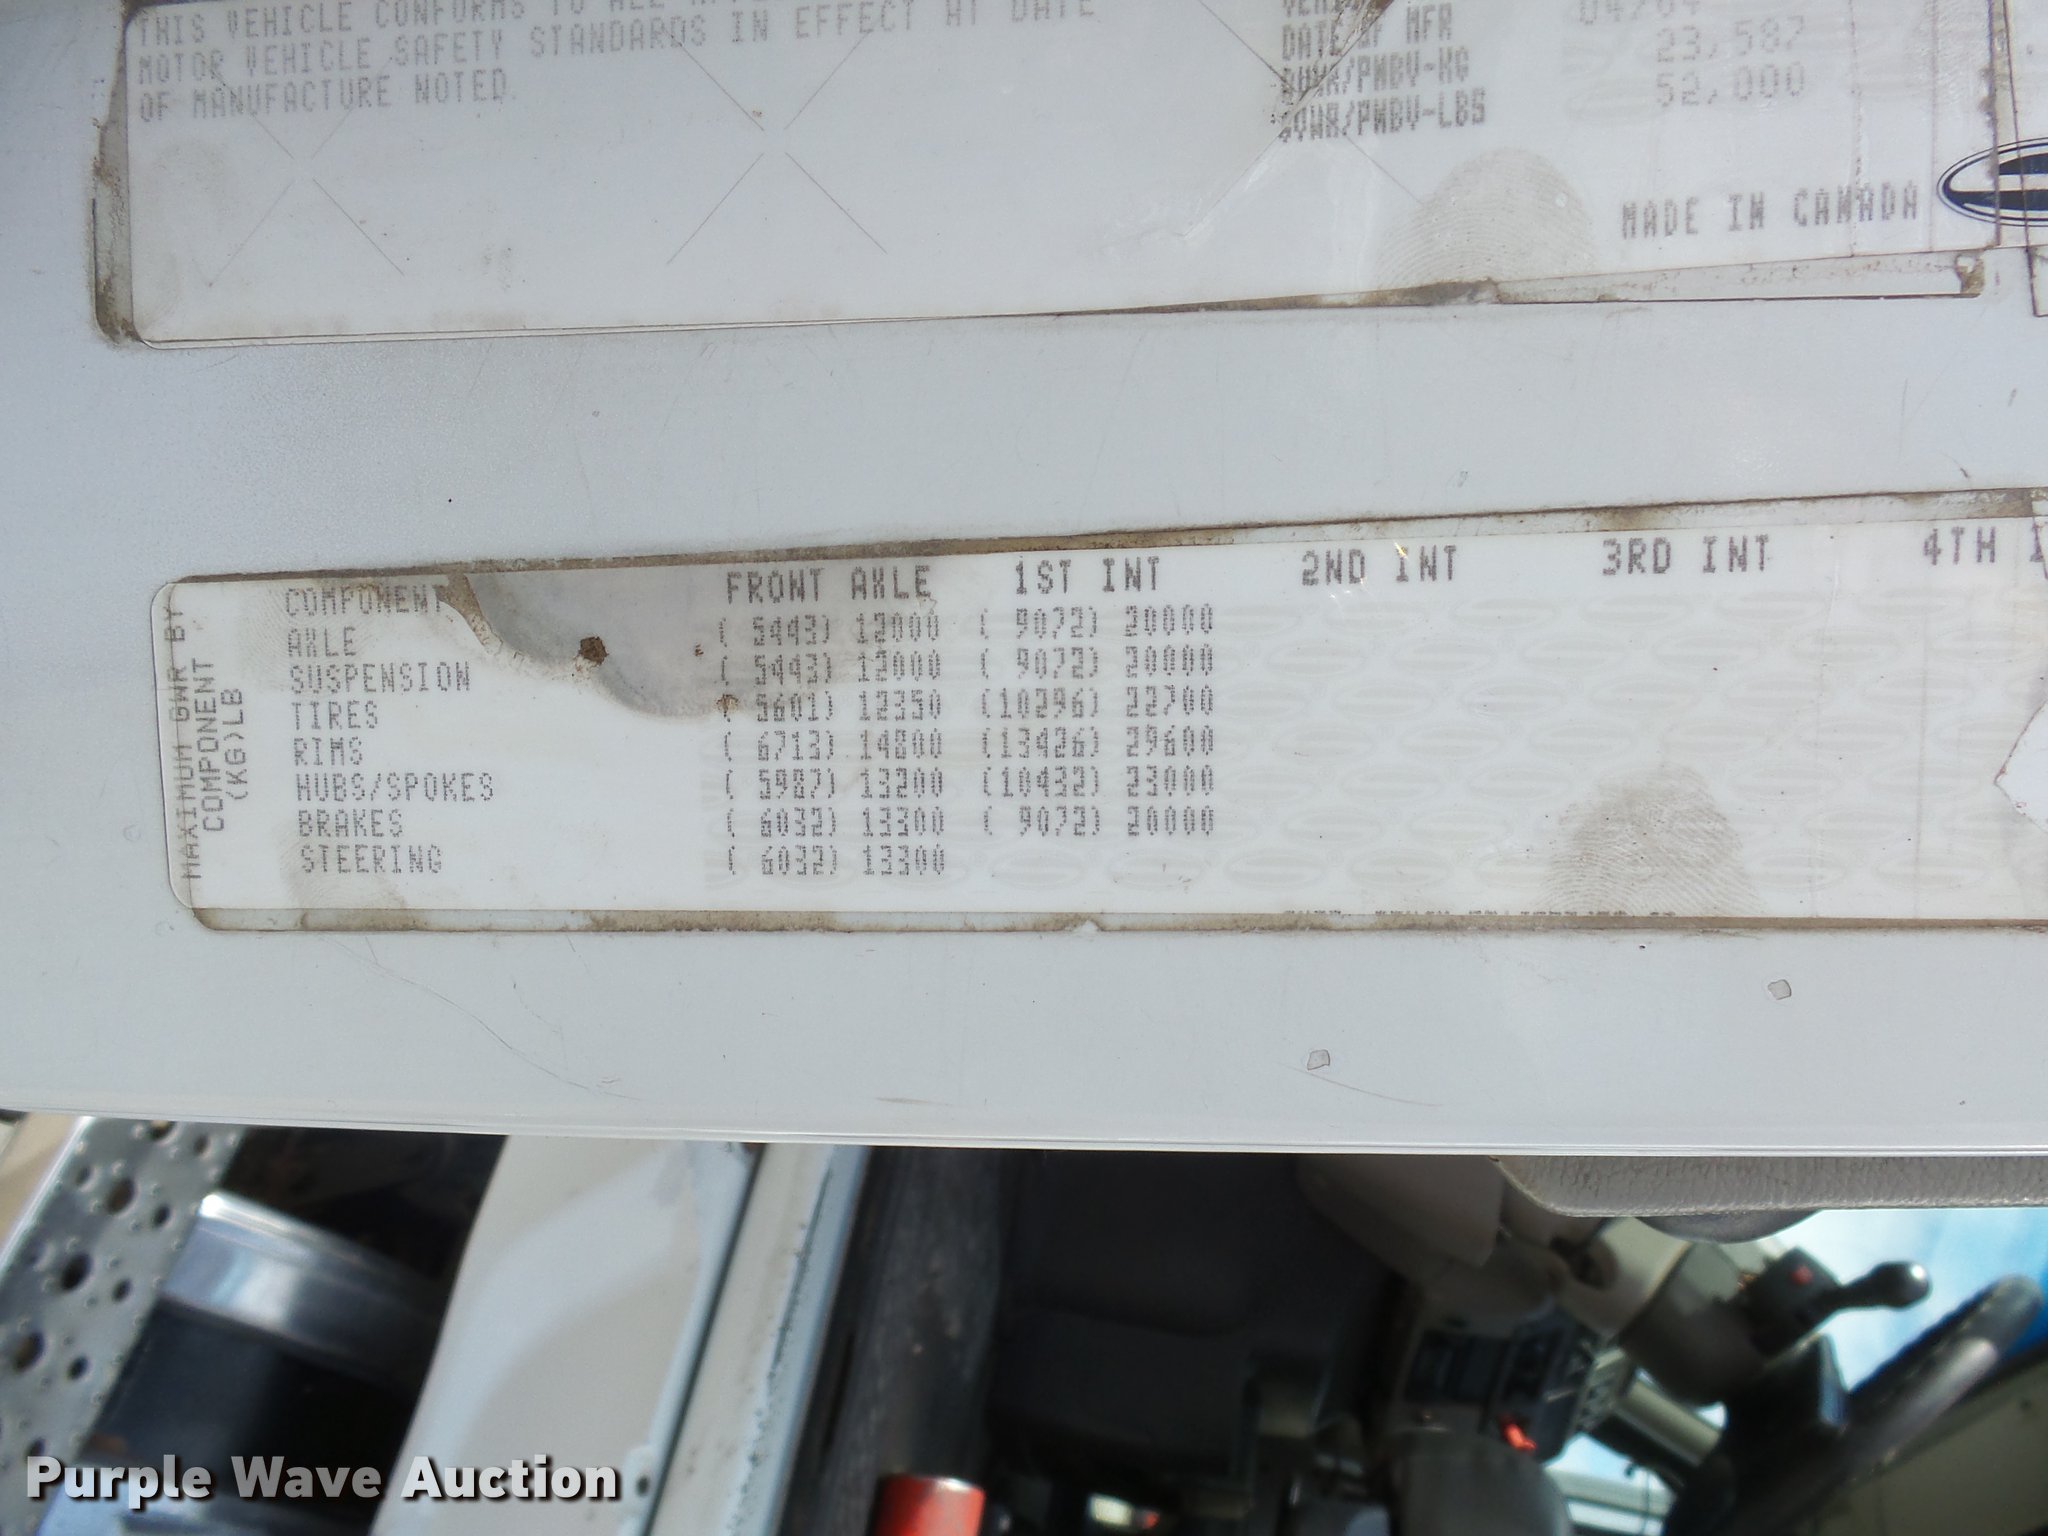 THIS VEHICLE CONFORMS TO ALL
MOTOR VEHICLE SAFETY STANDARDS IN EFFECT AT DATE
OF MANUFACTURE NOTED.
DATE OF MFR 04/04
GVWR/PNBV-KG 23,587
GVWR/PNBV-LBS 52,000
MADE IN CANADA
MAXIMUM GWR BY
COMPONENT
(KG)LB
COMPONENT FRONT AXLE 1ST INT 2ND INT 3RD INT 4TH
AXLE ( 5443) 12000 ( 9072) 20000
SUSPENSION ( 5443) 12000 ( 9072) 20000
TIRES ( 5601) 12350 (10296) 22700
RIMS ( 6713) 14800 (13426) 29600
HUBS/SPOKES ( 5987) 13200 (10432) 23000
BRAKES ( 6032) 13300 ( 9072) 20000
STEERING ( 6032) 13300
Purple Wave Auction